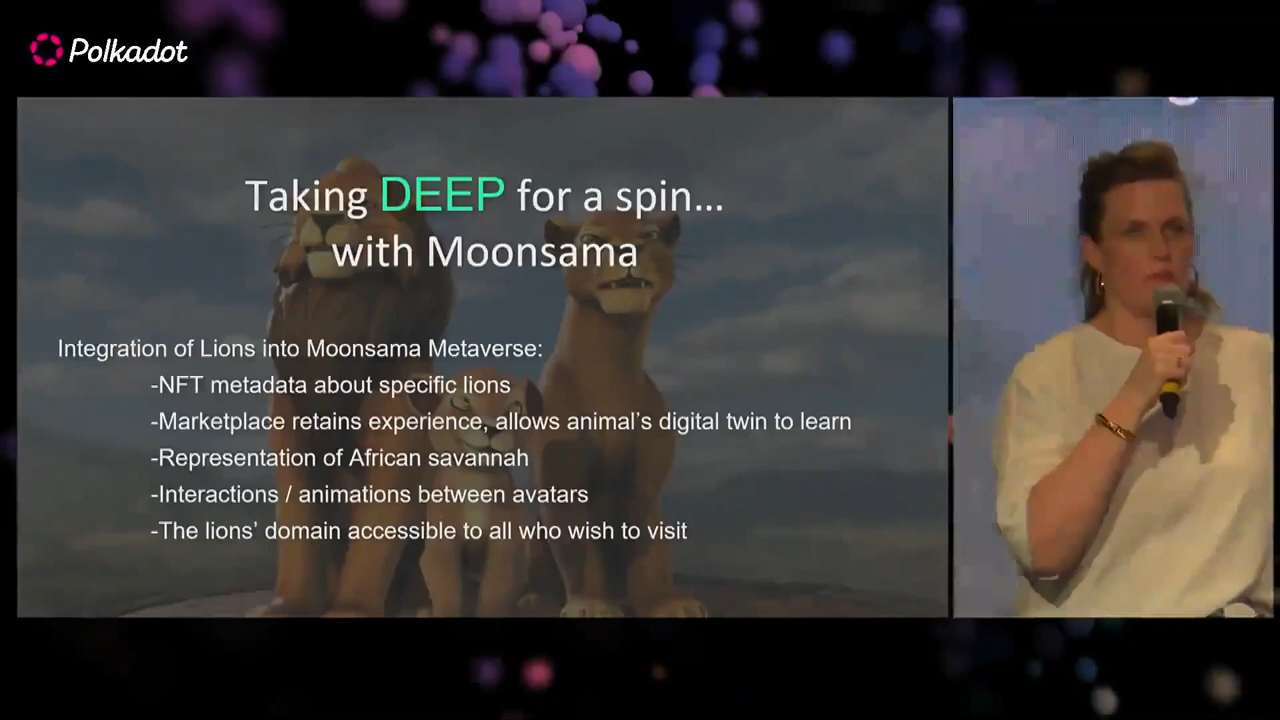 Polkadot
Taking DEEP for a spin...
with Moonsama
Integration of Lions into Moonsama Metaverse:
-NFT metadata about specific lions
-Marketplace retains experience, allows animal's digital twin to learn
-Representation of African savannah
-Interactions / animations between avatars
-The lions' domain accessible to all who wish to visit